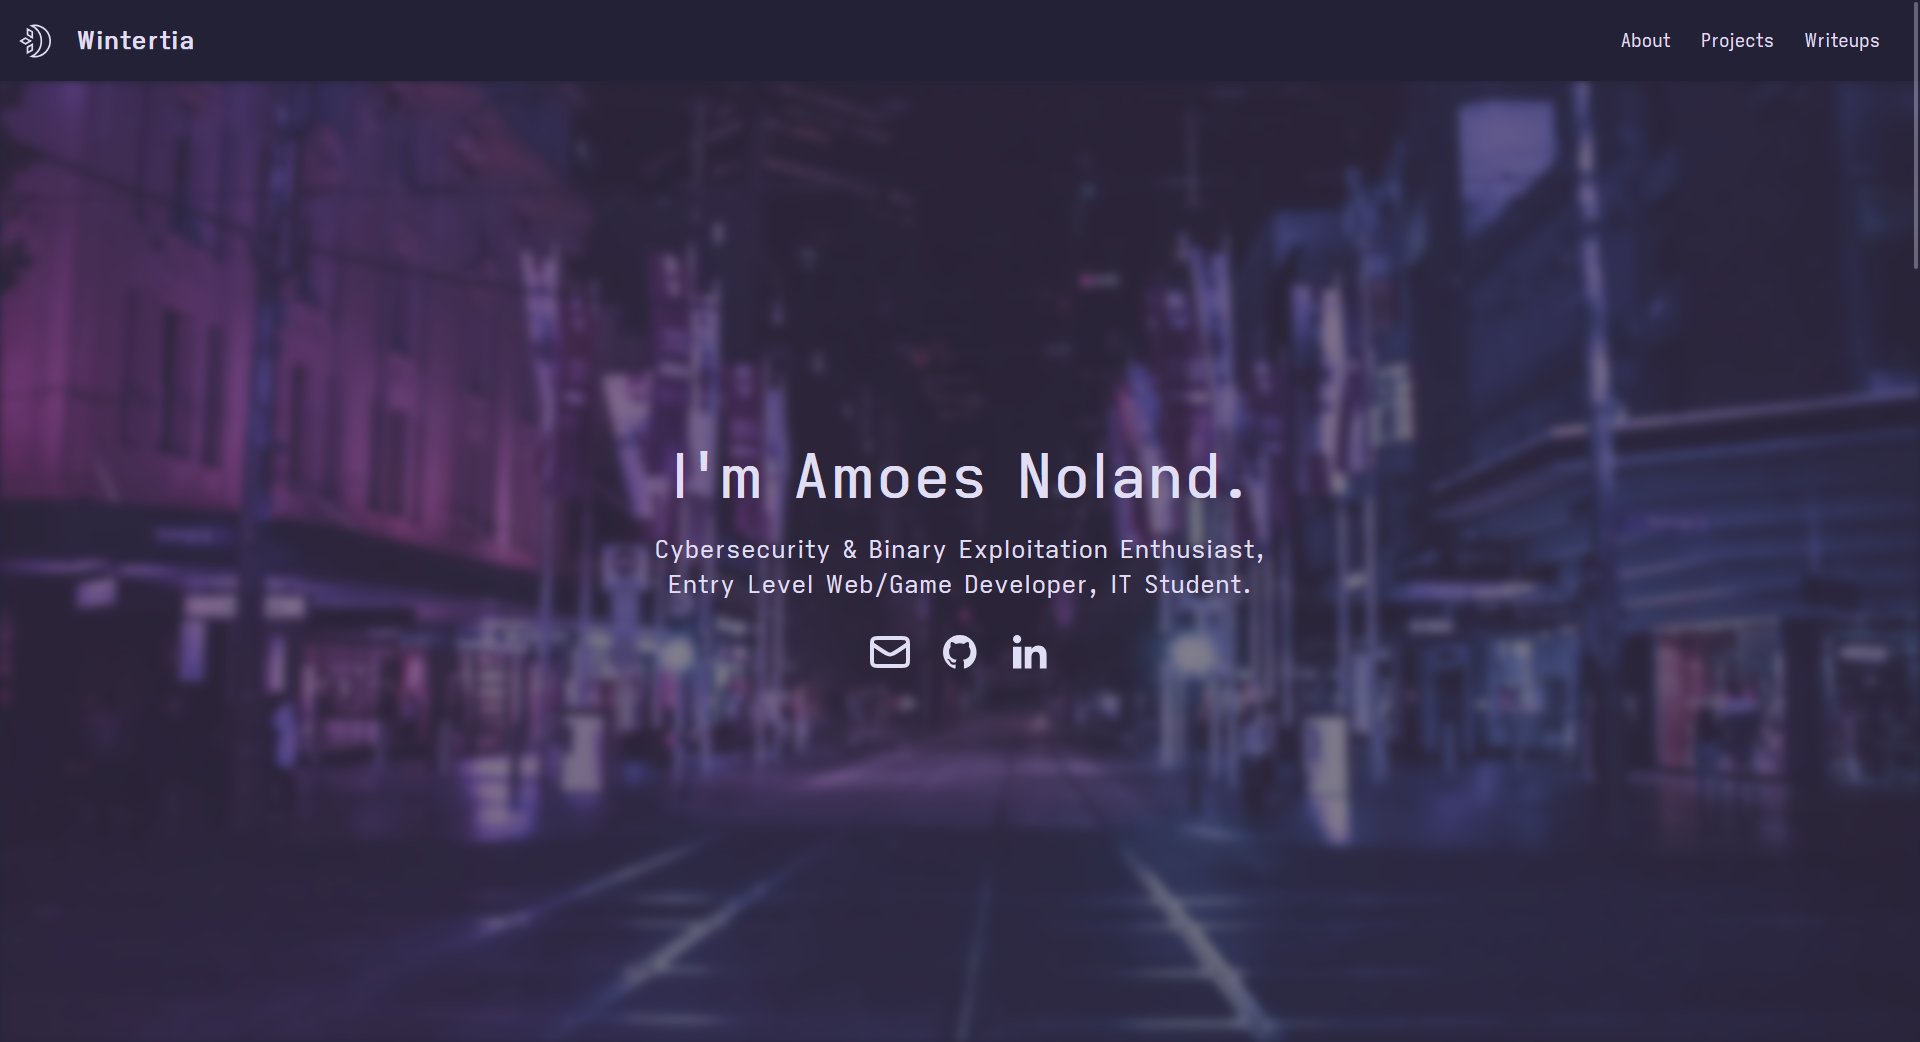 Wintertia
About
Projects
Writeups
I'm Amoes Noland.
Cybersecurity & Binary Exploitation Enthusiast,
Entry Level Web/Game Developer, IT Student.
in